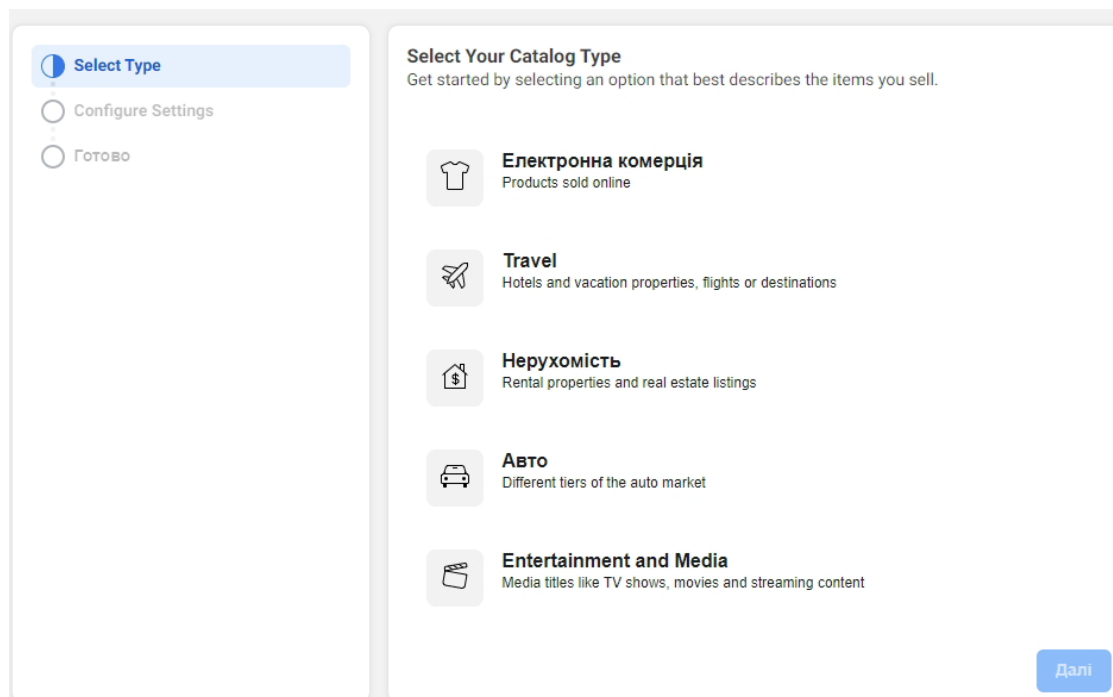 Select Type
Configure Settings
Готово
Select Your Catalog Type
Get started by selecting an option that best describes the items you sell.
Електронна комерція
Products sold online
Travel
Hotels and vacation properties, flights or destinations
Нерухомість
Rental properties and real estate listings
Авто
Different tiers of the auto market
Entertainment and Media
Media titles like TV shows, movies and streaming content
Далі